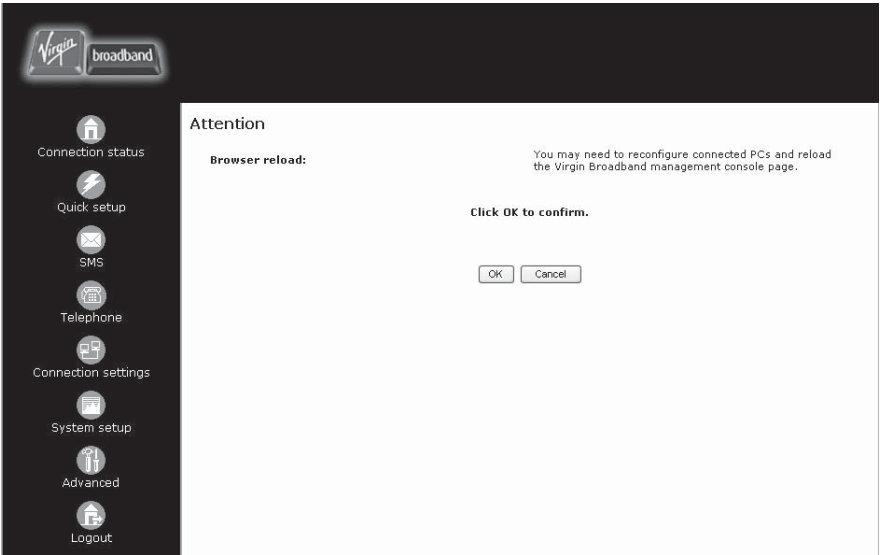 Virgin broadband
Connection status
Quick setup
SMS
Telephone
Connection settings
System setup
Advanced
Logout
Attention
Browser reload:
You may need to reconfigure connected PCs and reload
the Virgin Broadband management console page.
Click OK to confirm.
OK
Cancel